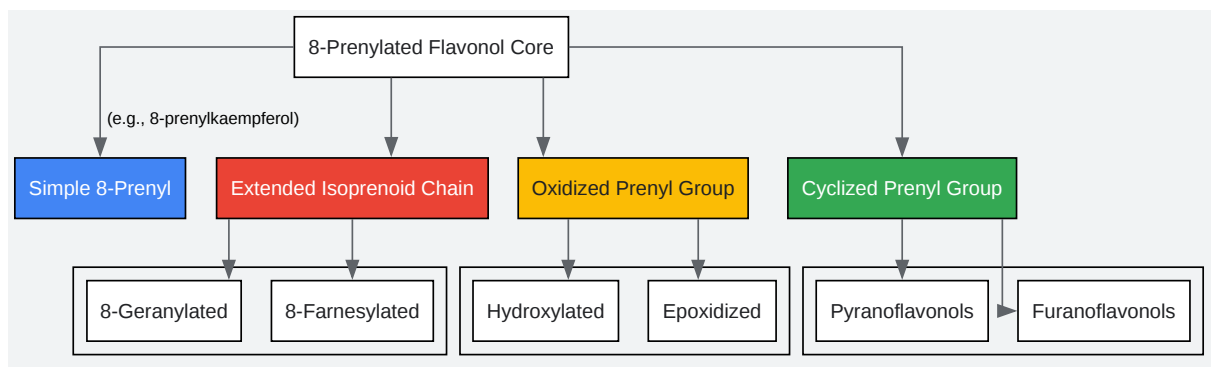 8-Prenylated Flavonol Core
(e.g., 8-prenylkaempferol)
Simple 8-Prenyl
Extended Isoprenoid Chain
Oxidized Prenyl Group
Cyclized Prenyl Group
8-Geranylated
8-Farnesylated
Hydroxylated
Epoxidized
Pyranoflavonols
Furanoflavonols